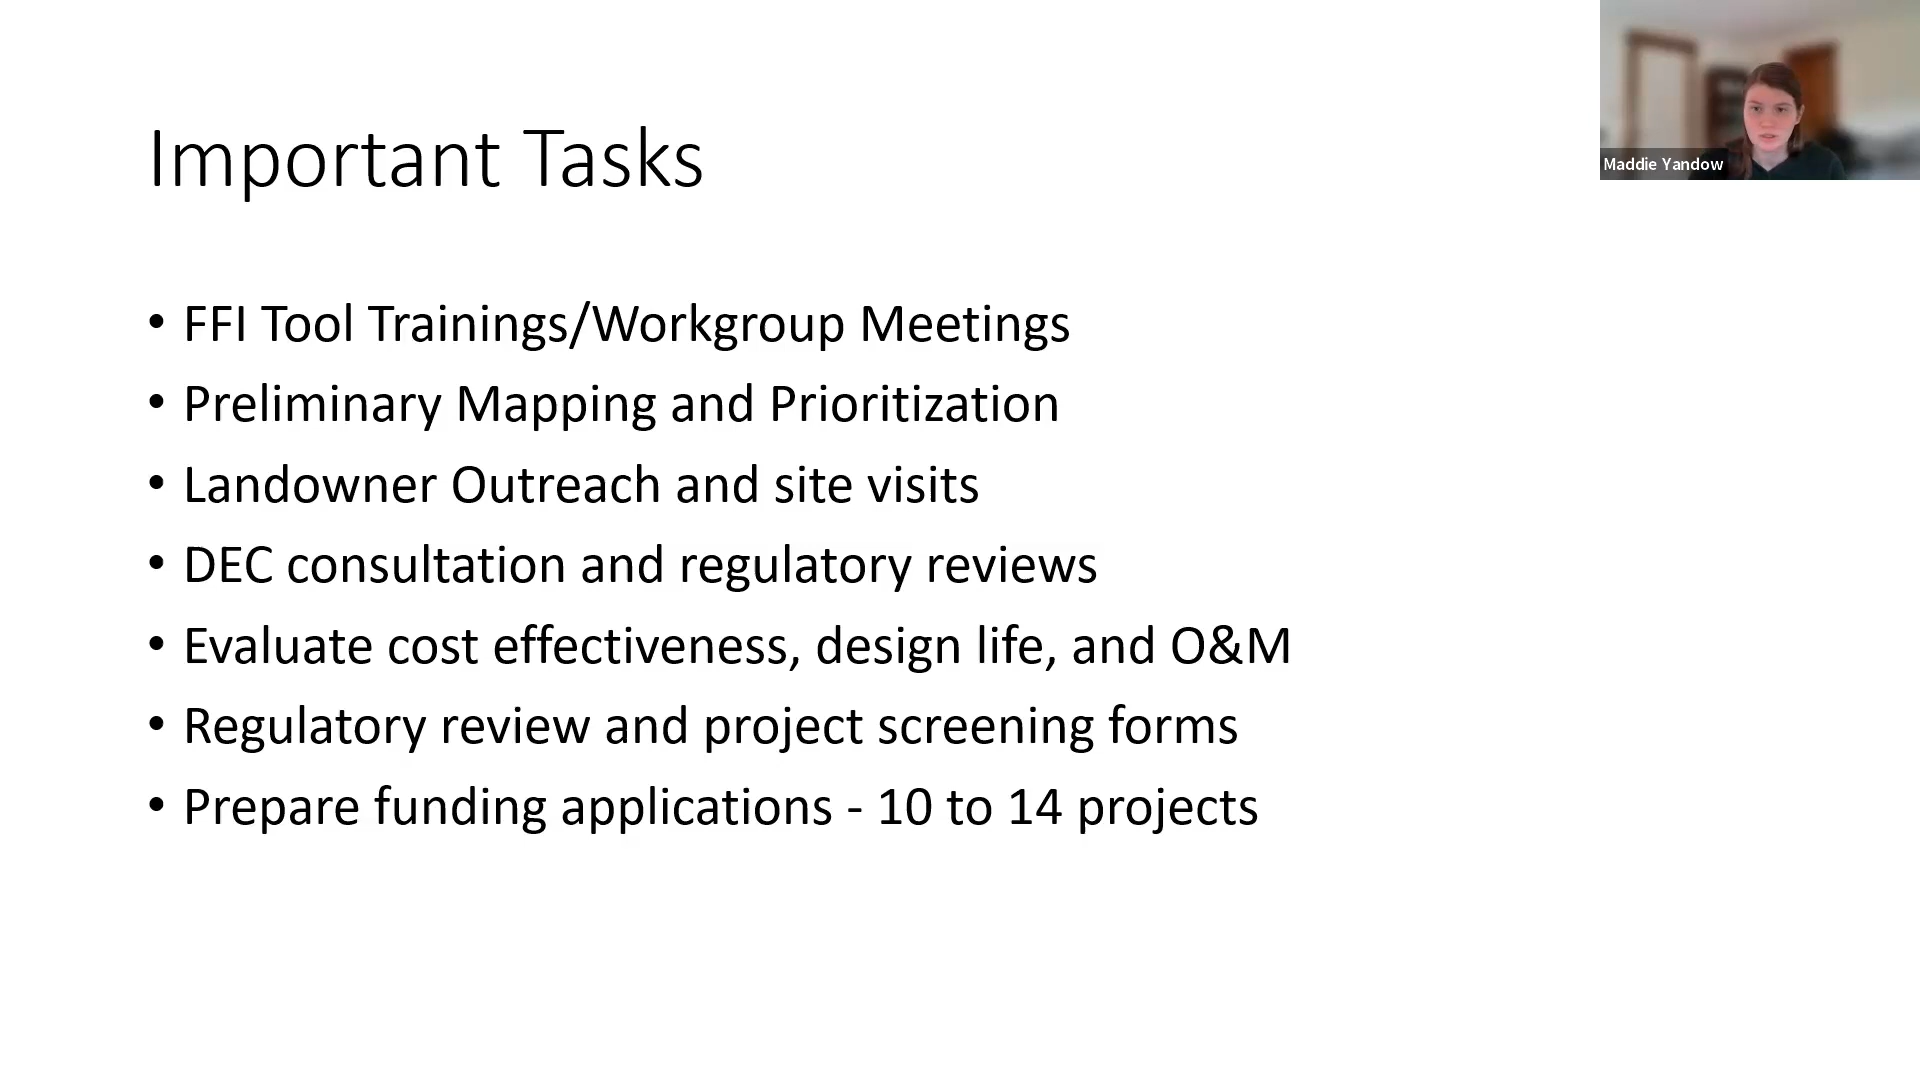 Important Tasks
Maddie Yandow
• FFI Tool Trainings/Workgroup Meetings
• Preliminary Mapping and Prioritization
• Landowner Outreach and site visits
• DEC consultation and regulatory reviews
• Evaluate cost effectiveness, design life, and O&M
• Regulatory review and project screening forms
• Prepare funding applications - 10 to 14 projects